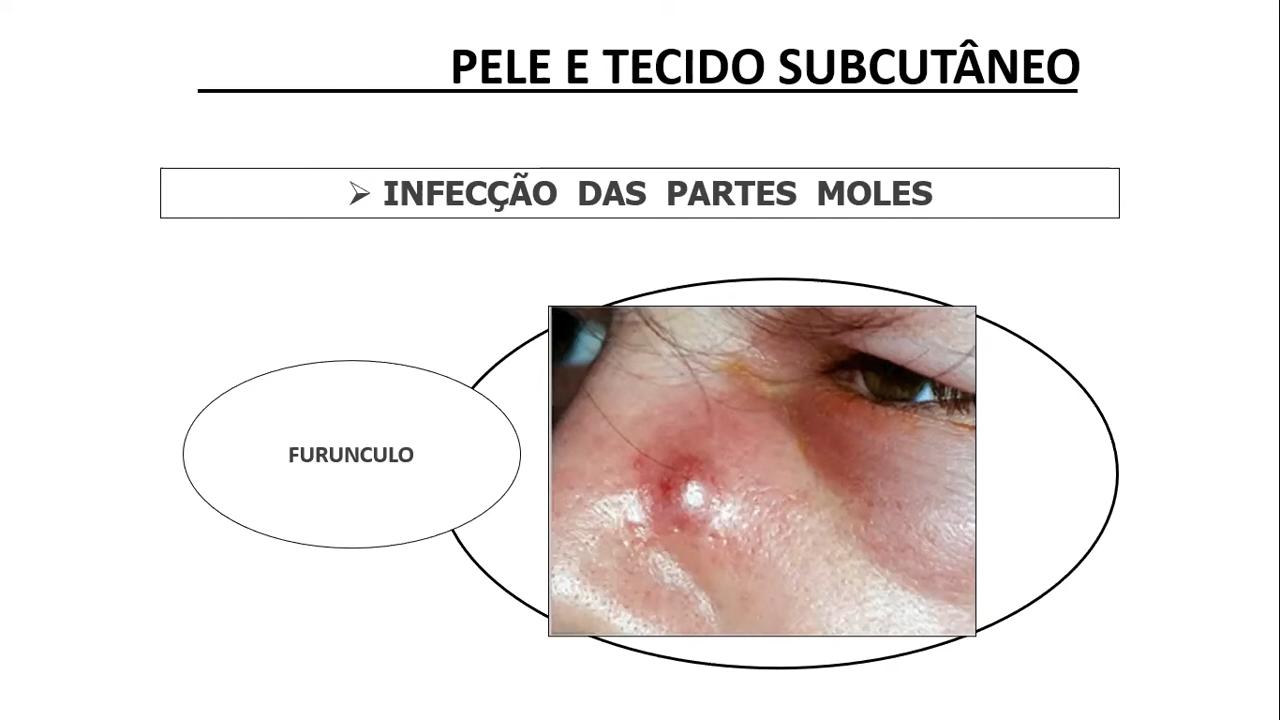 PELE E TECIDO SUBCUTÂNEO
➢ INFECÇÃO DAS PARTES MOLES
FURUNCULO